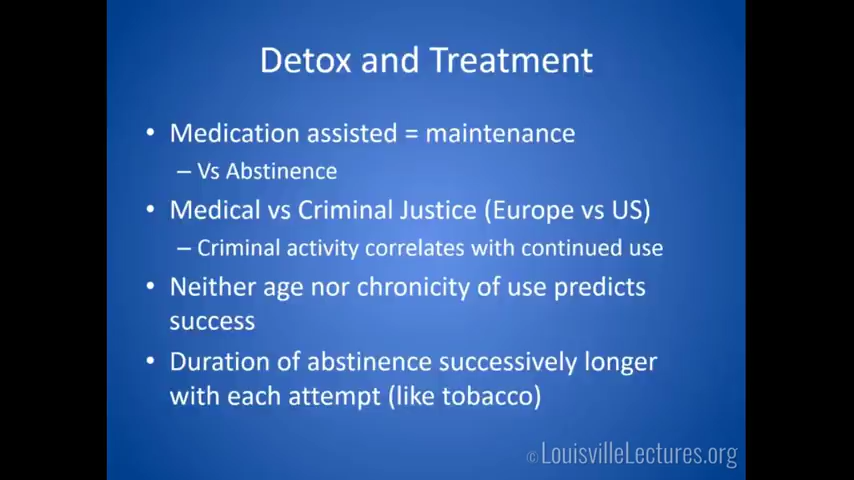 Detox and Treatment
• Medication assisted = maintenance
– Vs Abstinence
• Medical vs Criminal Justice (Europe vs US)
– Criminal activity correlates with continued use
• Neither age nor chronicity of use predicts
success
• Duration of abstinence successively longer
with each attempt (like tobacco)
© LouisvilleLectures.org